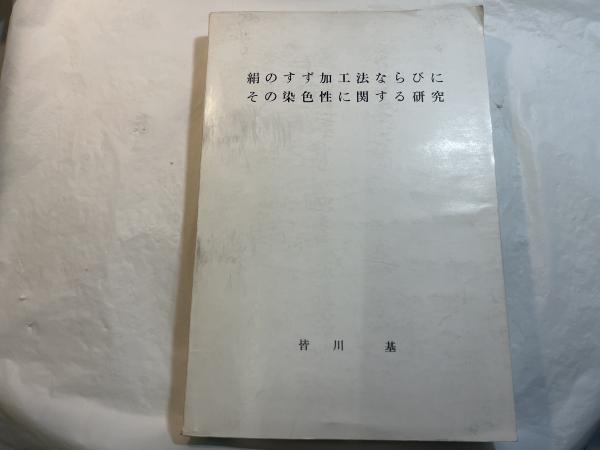 絹のすず加工法ならびに
その染色性に関する研究
皆川 基